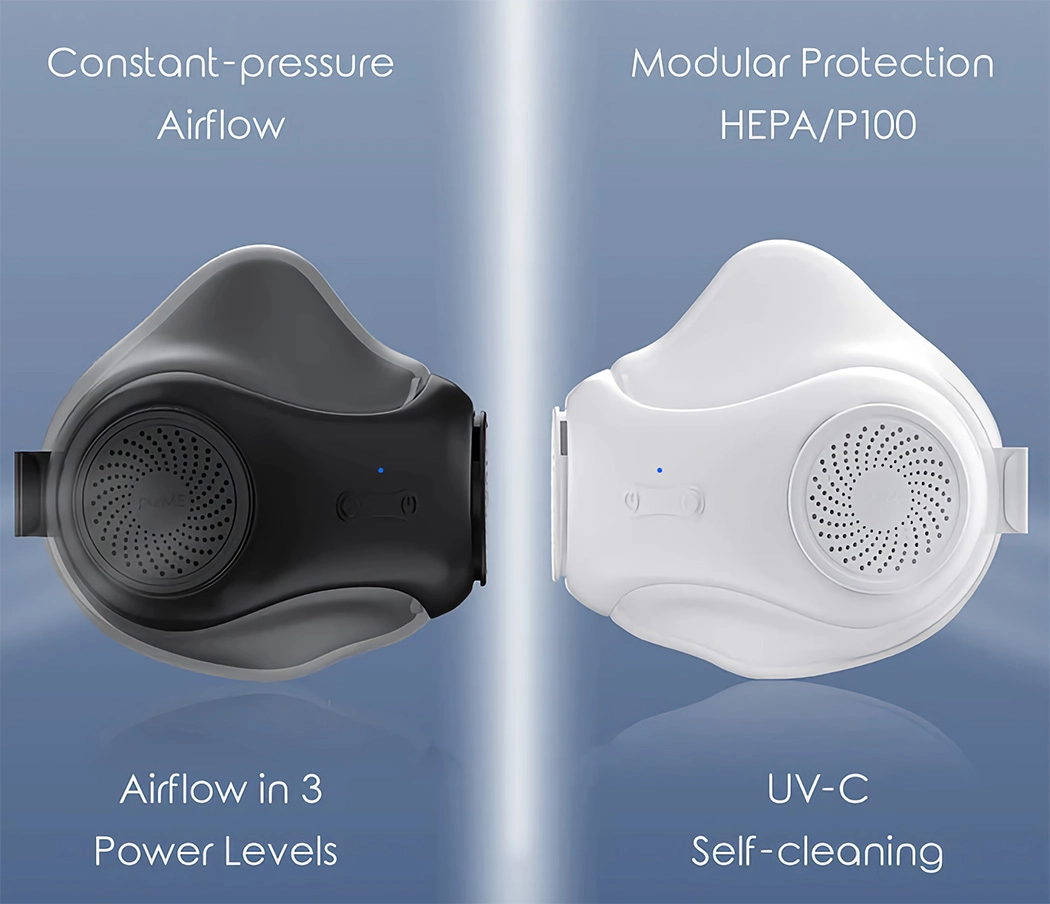 Constant-pressure
Airflow
Modular Protection
HEPA/P100
Airflow in 3
Power Levels
UV-C
Self-cleaning